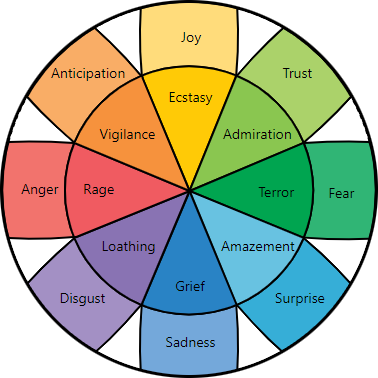 Joy
Anticipation
Trust
Ecstasy
Vigilance
Admiration
Anger
Rage
Terror
Fear
Loathing
Amazement
Grief
Disgust
Surprise
Sadness